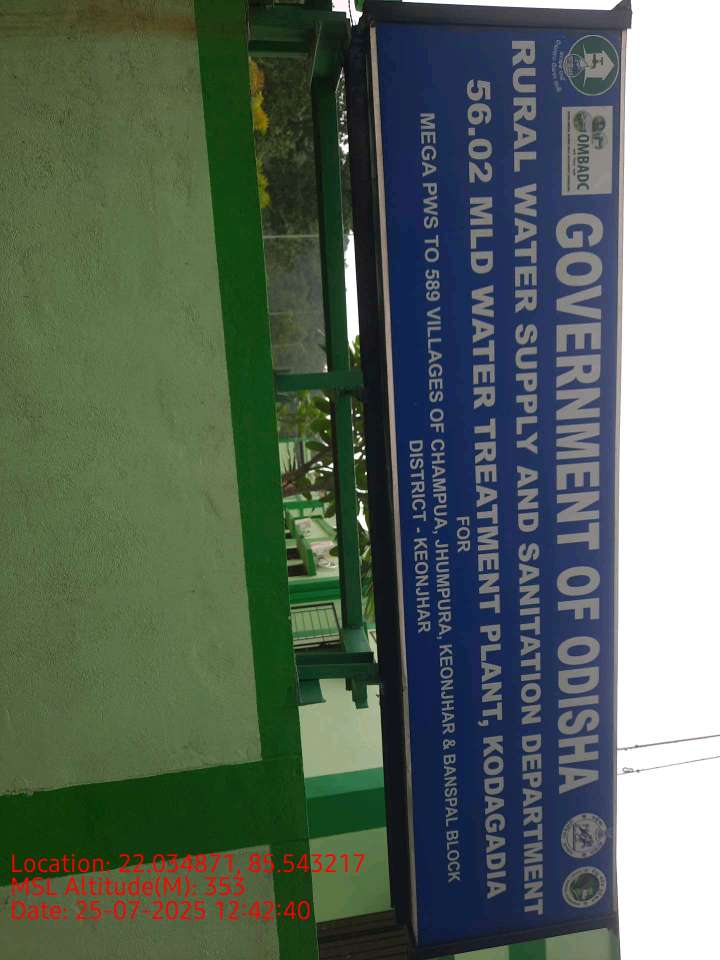 OMBADC
GOVERNMENT OF ODISHA
RURAL WATER SUPPLY AND SANITATION DEPARTMENT
56.02 MLD WATER TREATMENT PLANT, KODAGADIA
FOR
MEGA PWS TO 589 VILLAGES OF CHAMPUA, JHUMPURA, KEONJHAR & BANSPAL BLOCK
DISTRICT - KEONJHAR
Location: 22.034871, 85.543217
MSL Altitude(M): 353
Date: 25-07-2025 12:42:40